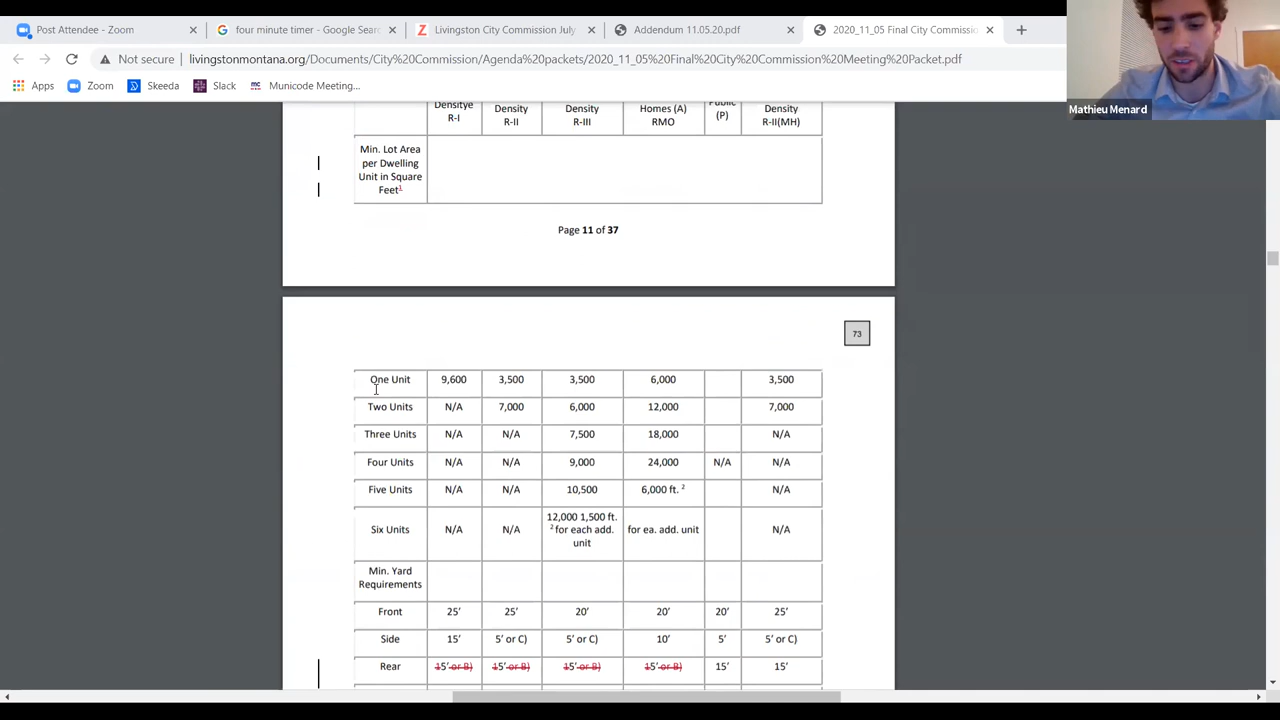 Post Attendee - Zoom
four minute timer - Google Sear
Livingston City Commission July
Addendum 11.05.20.pdf
2020_11_05 Final City Commissio
Not secure
livingstonmontana.org/Documents/City%20Commission/Agenda%20packets/2020_11_05%20Final%20City%20Commission%20Meeting%20Packet.pdf
Apps
Zoom
Skeeda
Slack
Municode Meeting...
Mathieu Menard
Densitye
R-I
Density
R-II
Density
R-III
Homes (A)
RMO
Public
(P)
Density
R-II(MH)
Min. Lot Area
per Dwelling
Unit in Square
Feet1
Page 11 of 37
73
One Unit 9,600 3,500 3,500 6,000 3,500
Two Units N/A 7,000 6,000 12,000 7,000
Three Units N/A N/A 7,500 18,000 N/A
Four Units N/A N/A 9,000 24,000 N/A N/A
Five Units N/A N/A 10,500 6,000 ft. 2 N/A
Six Units N/A N/A
12,000 1,500 ft.
2 for each add.
unit
for ea. add. unit N/A
Min. Yard
Requirements
Front 25' 25' 20' 20' 20' 25'
Side 15' 5' or C) 5' or C) 10' 5' 5' or C)
Rear 15' or B) 15' or B) 15' or B) 15' or B) 15' 15'